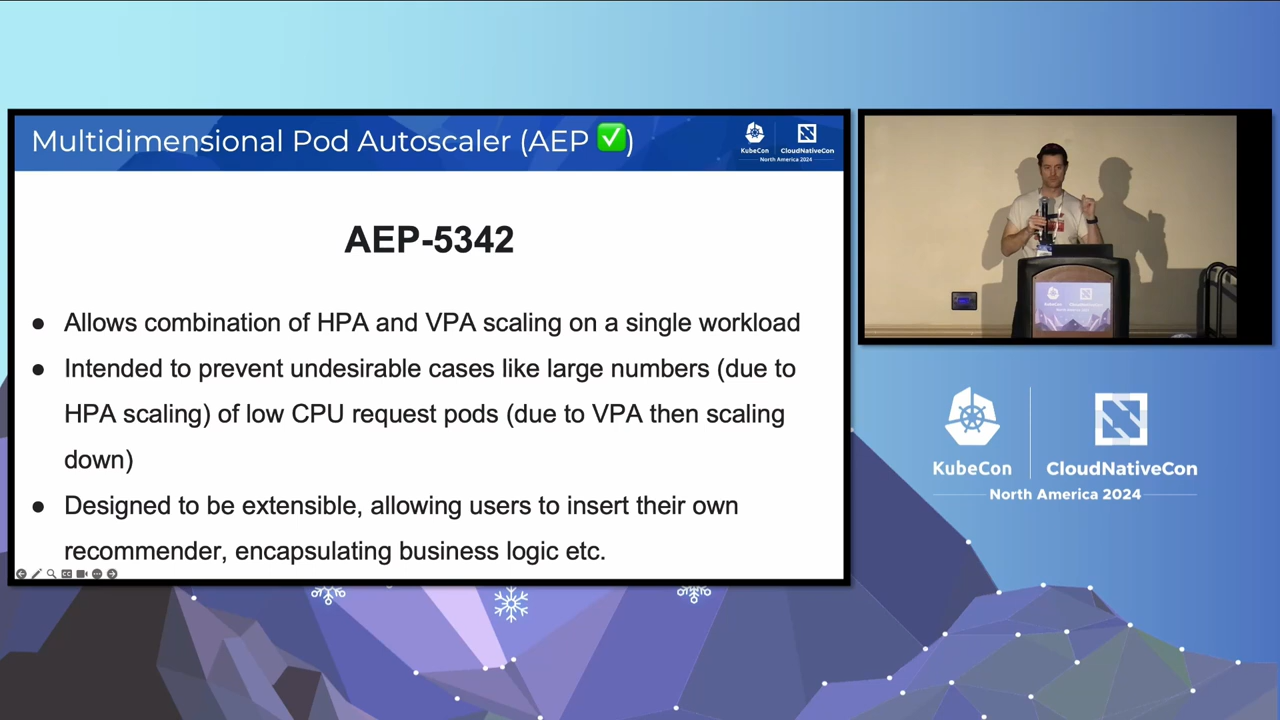 Multidimensional Pod Autoscaler (AEP ✅)
KubeCon
CloudNativeCon
North America 2024
AEP-5342
● Allows combination of HPA and VPA scaling on a single workload
● Intended to prevent undesirable cases like large numbers (due to
HPA scaling) of low CPU request pods (due to VPA then scaling
down)
● Designed to be extensible, allowing users to insert their own
recommender, encapsulating business logic etc.
KubeCon
CloudNativeCon
North America 2024